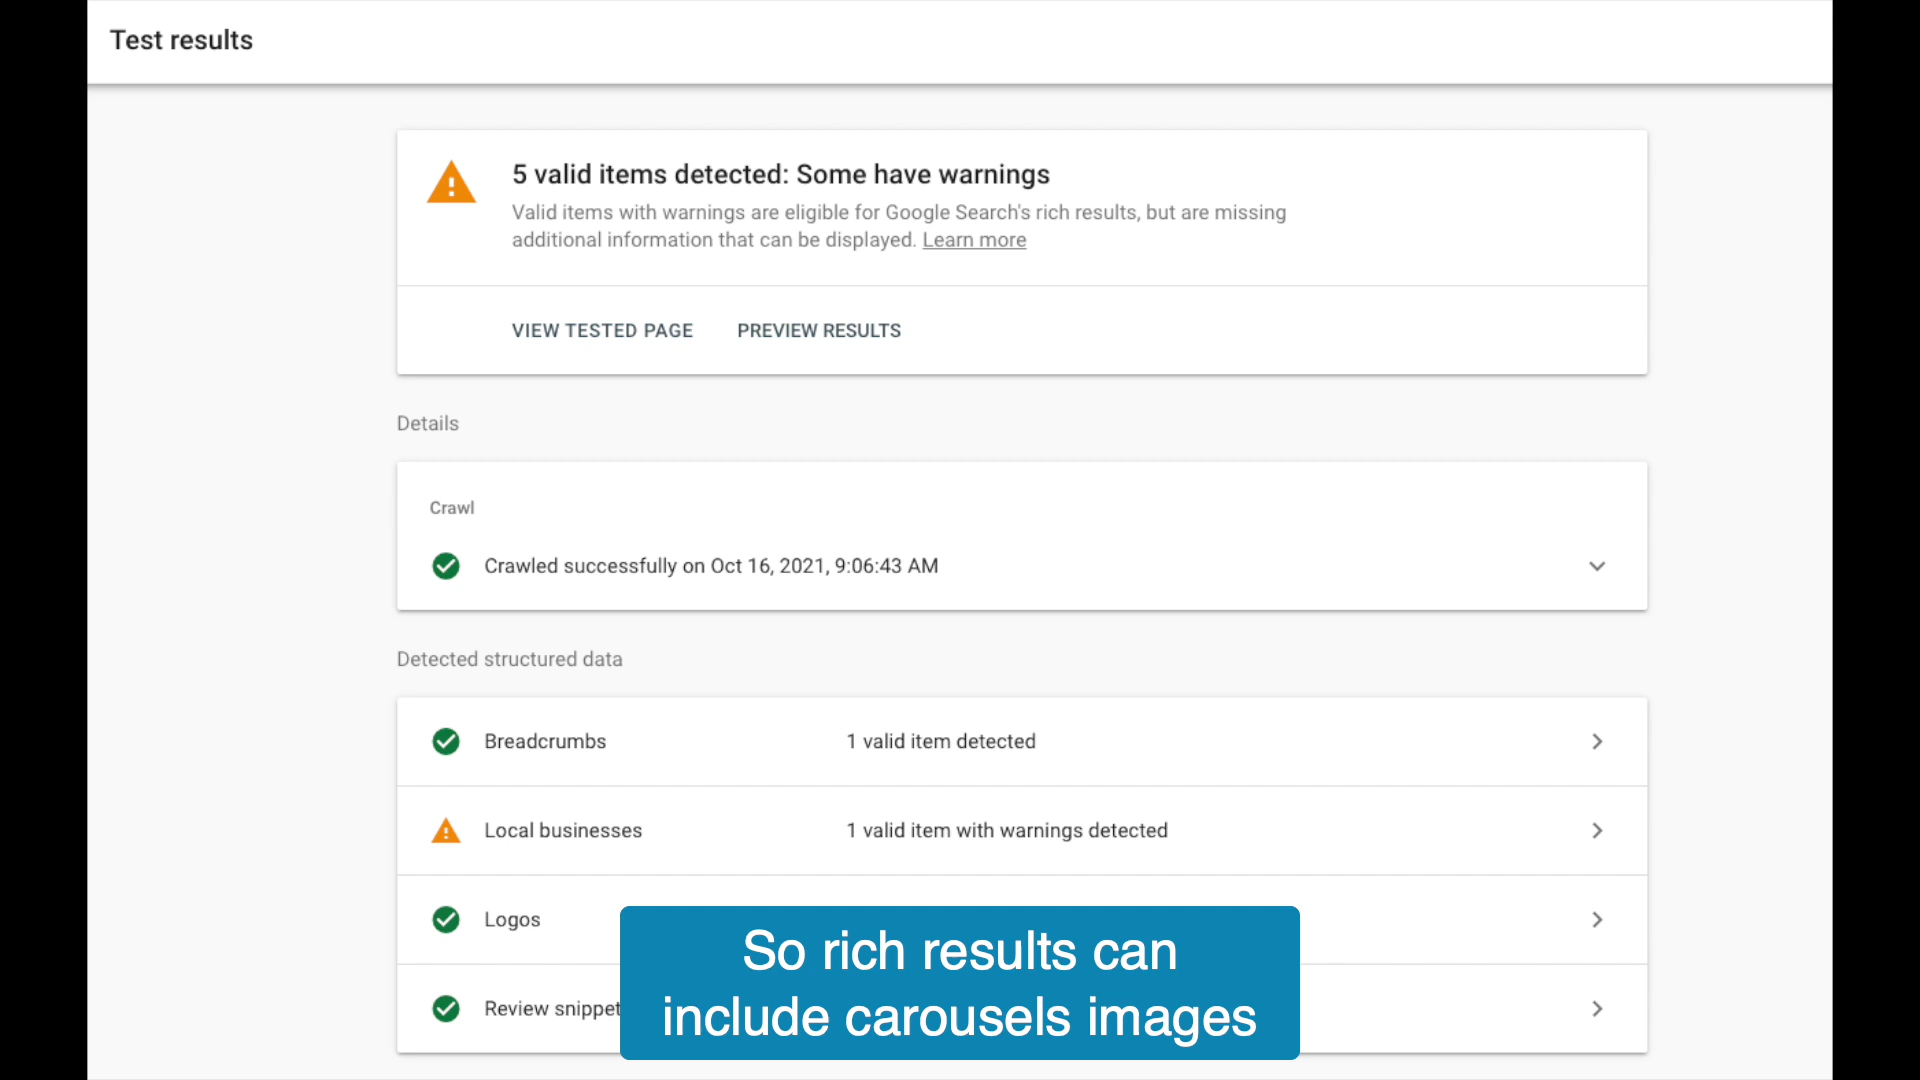 Test results
5 valid items detected: Some have warnings
Valid items with warnings are eligible for Google Search's rich results, but are missing
additional information that can be displayed. Learn more
VIEW TESTED PAGE PREVIEW RESULTS
Details
Crawl
Crawled successfully on Oct 16, 2021, 9:06:43 AM
Detected structured data
Breadcrumbs 1 valid item detected
Local businesses 1 valid item with warnings detected
Logos
Review snippet
So rich results can
include carousels images